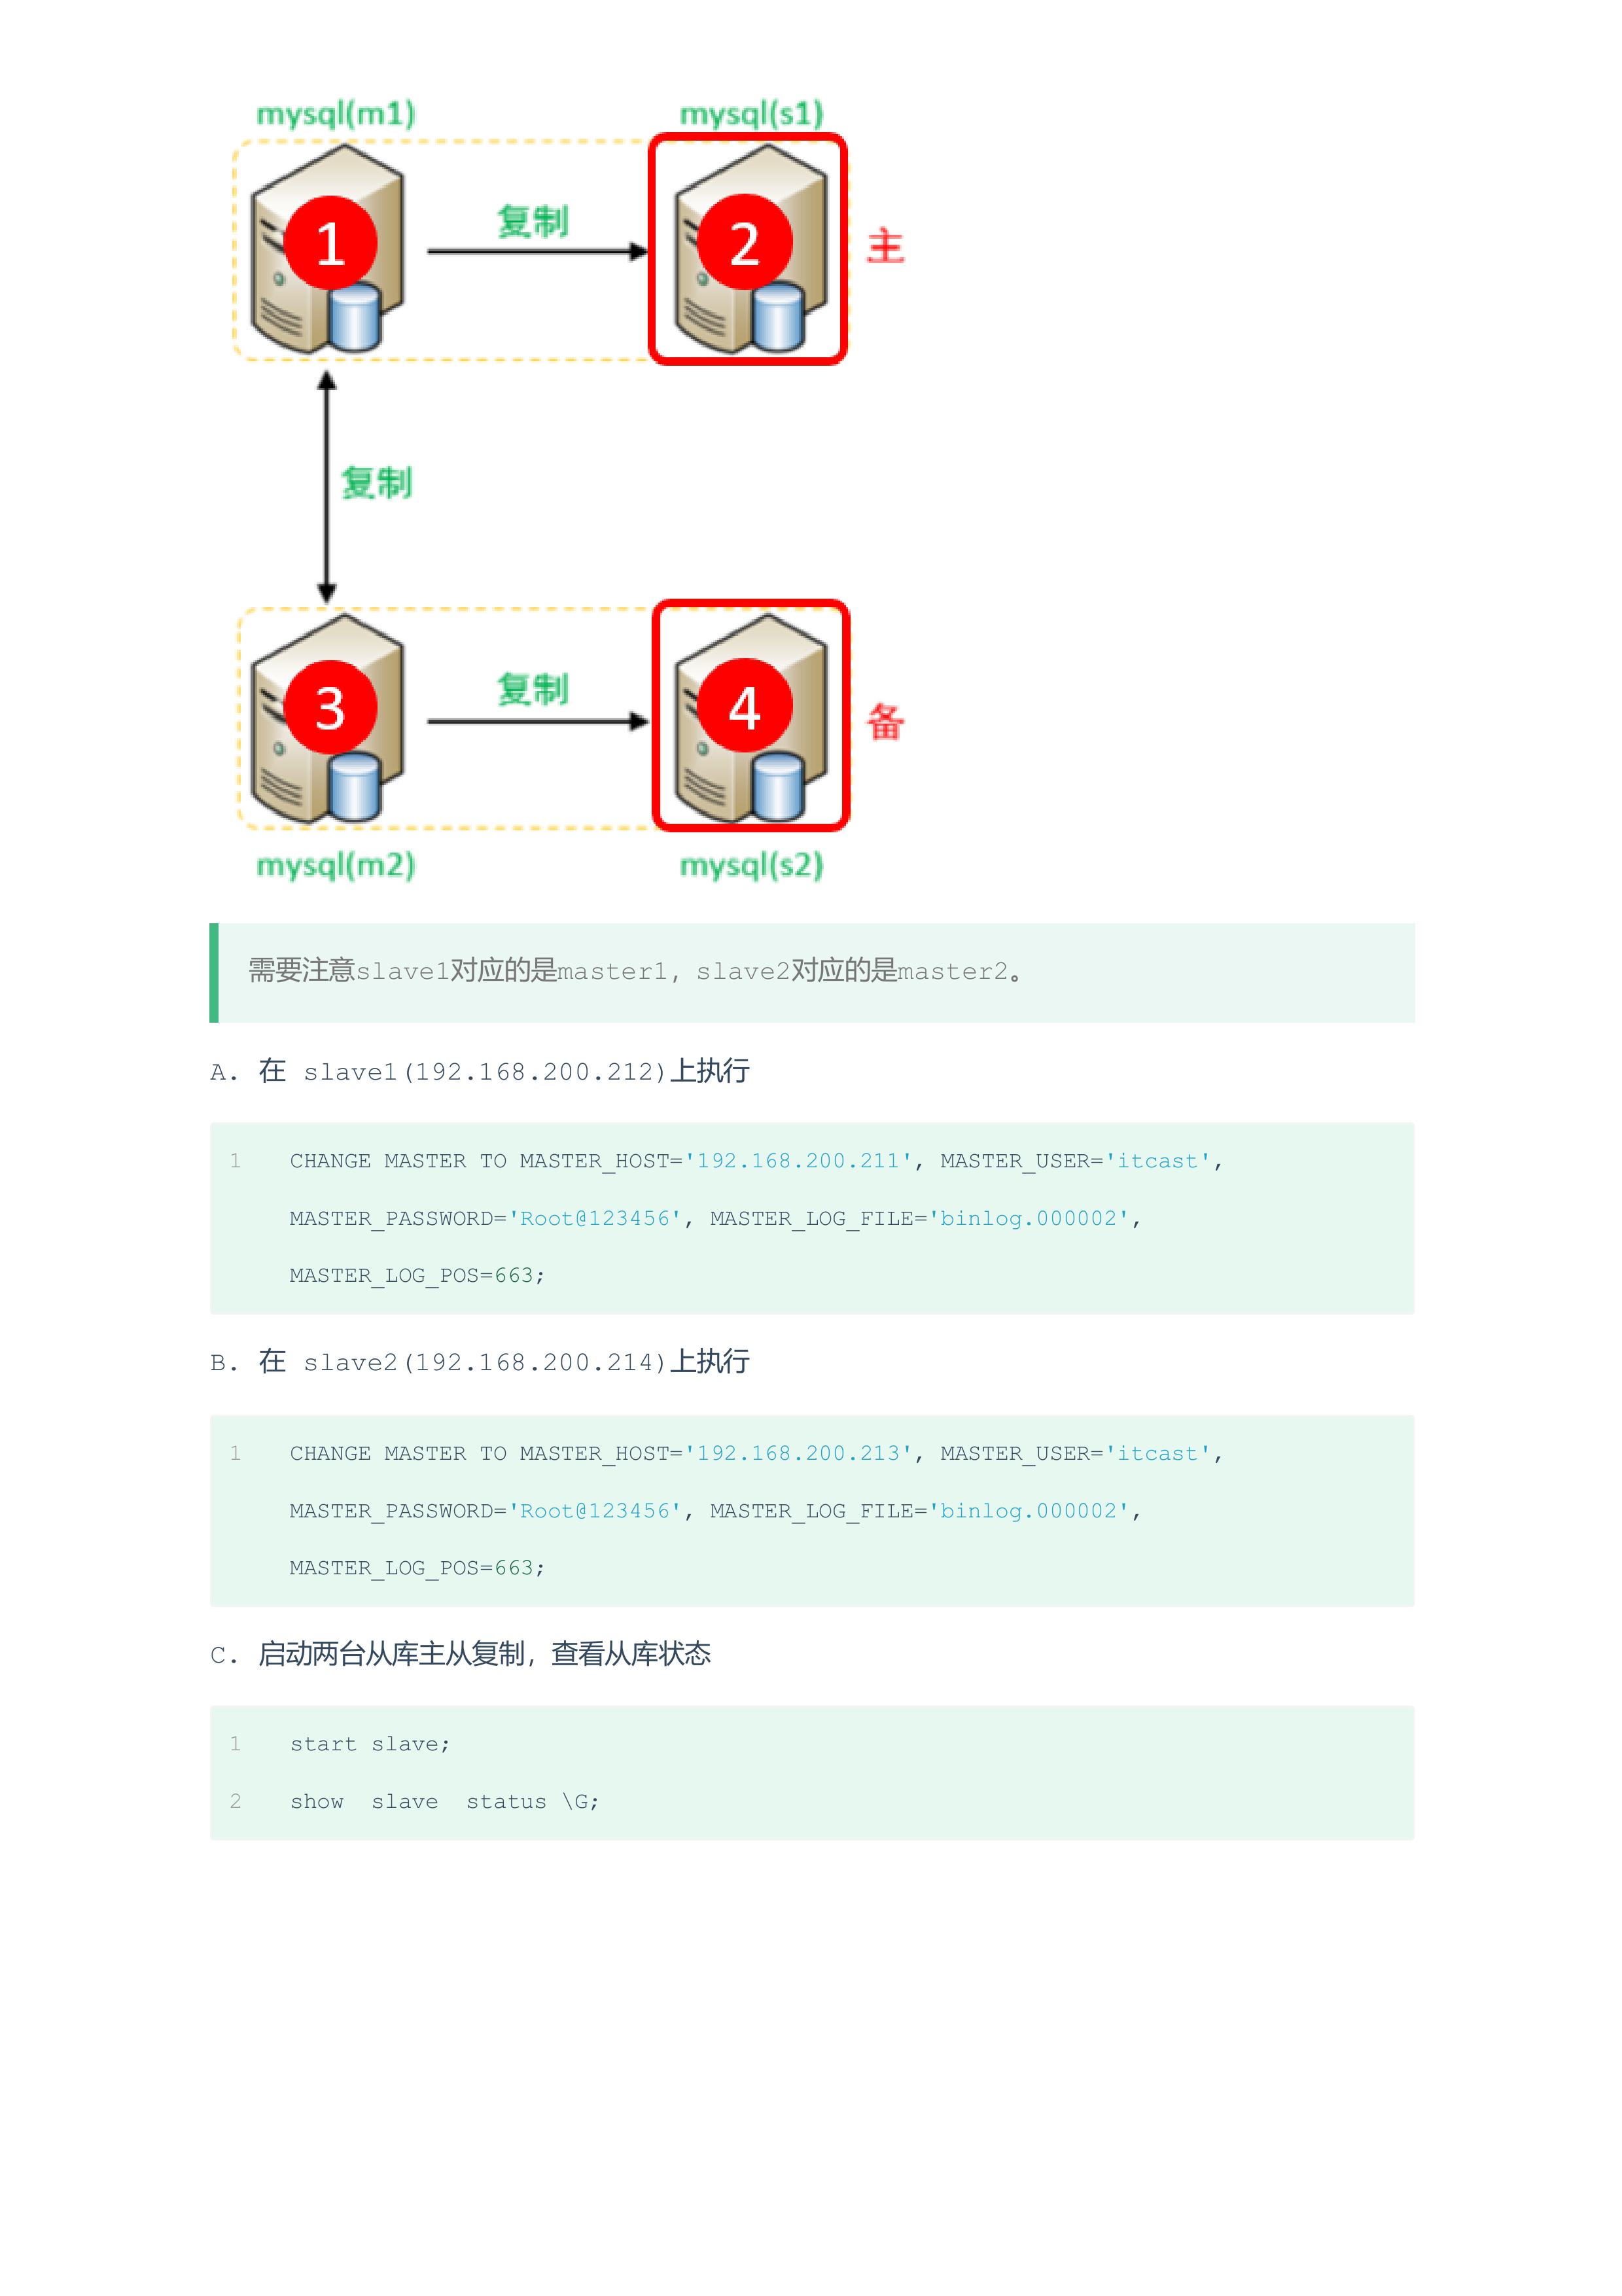 mysql(m1) mysql(s1)
1 复制 2 主
复制
3 复制 4 备
mysql(m2) mysql(s2)
需要注意slave1对应的是master1，slave2对应的是master2。
A. 在 slave1(192.168.200.212)上执行
1 CHANGE MASTER TO MASTER_HOST='192.168.200.211', MASTER_USER='itcast',
MASTER_PASSWORD='Root@123456', MASTER_LOG_FILE='binlog.000002',
MASTER_LOG_POS=663;
B. 在 slave2(192.168.200.214)上执行
1 CHANGE MASTER TO MASTER_HOST='192.168.200.213', MASTER_USER='itcast',
MASTER_PASSWORD='Root@123456', MASTER_LOG_FILE='binlog.000002',
MASTER_LOG_POS=663;
C. 启动两台从库主从复制，查看从库状态
1 start slave;
2 show  slave  status \G;